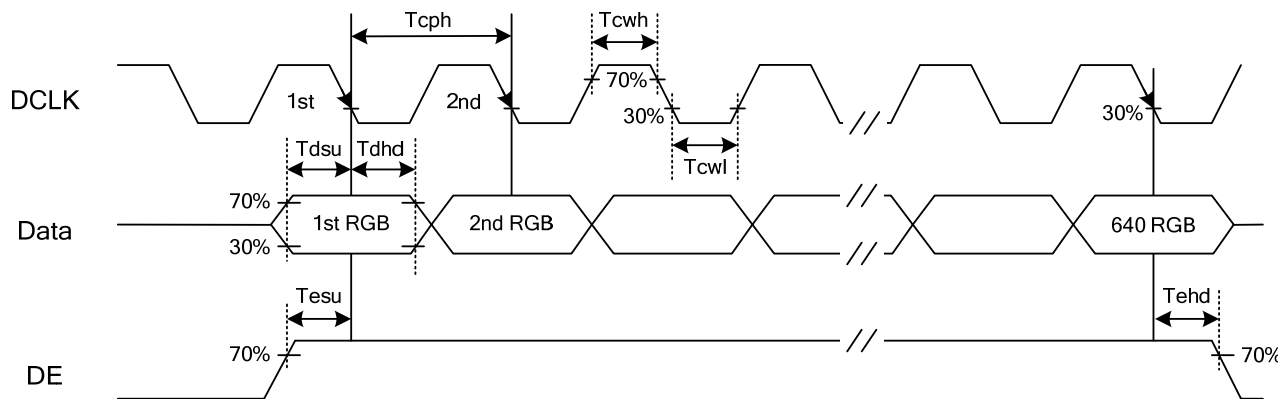 Tcph
Tcwh
DCLK
1st
2nd
70%
30%
30%
Tcwl
Tdsu
Tdhd
70%
Data
1st RGB
2nd RGB
640 RGB
30%
Tesu
Tehd
70%
70%
DE